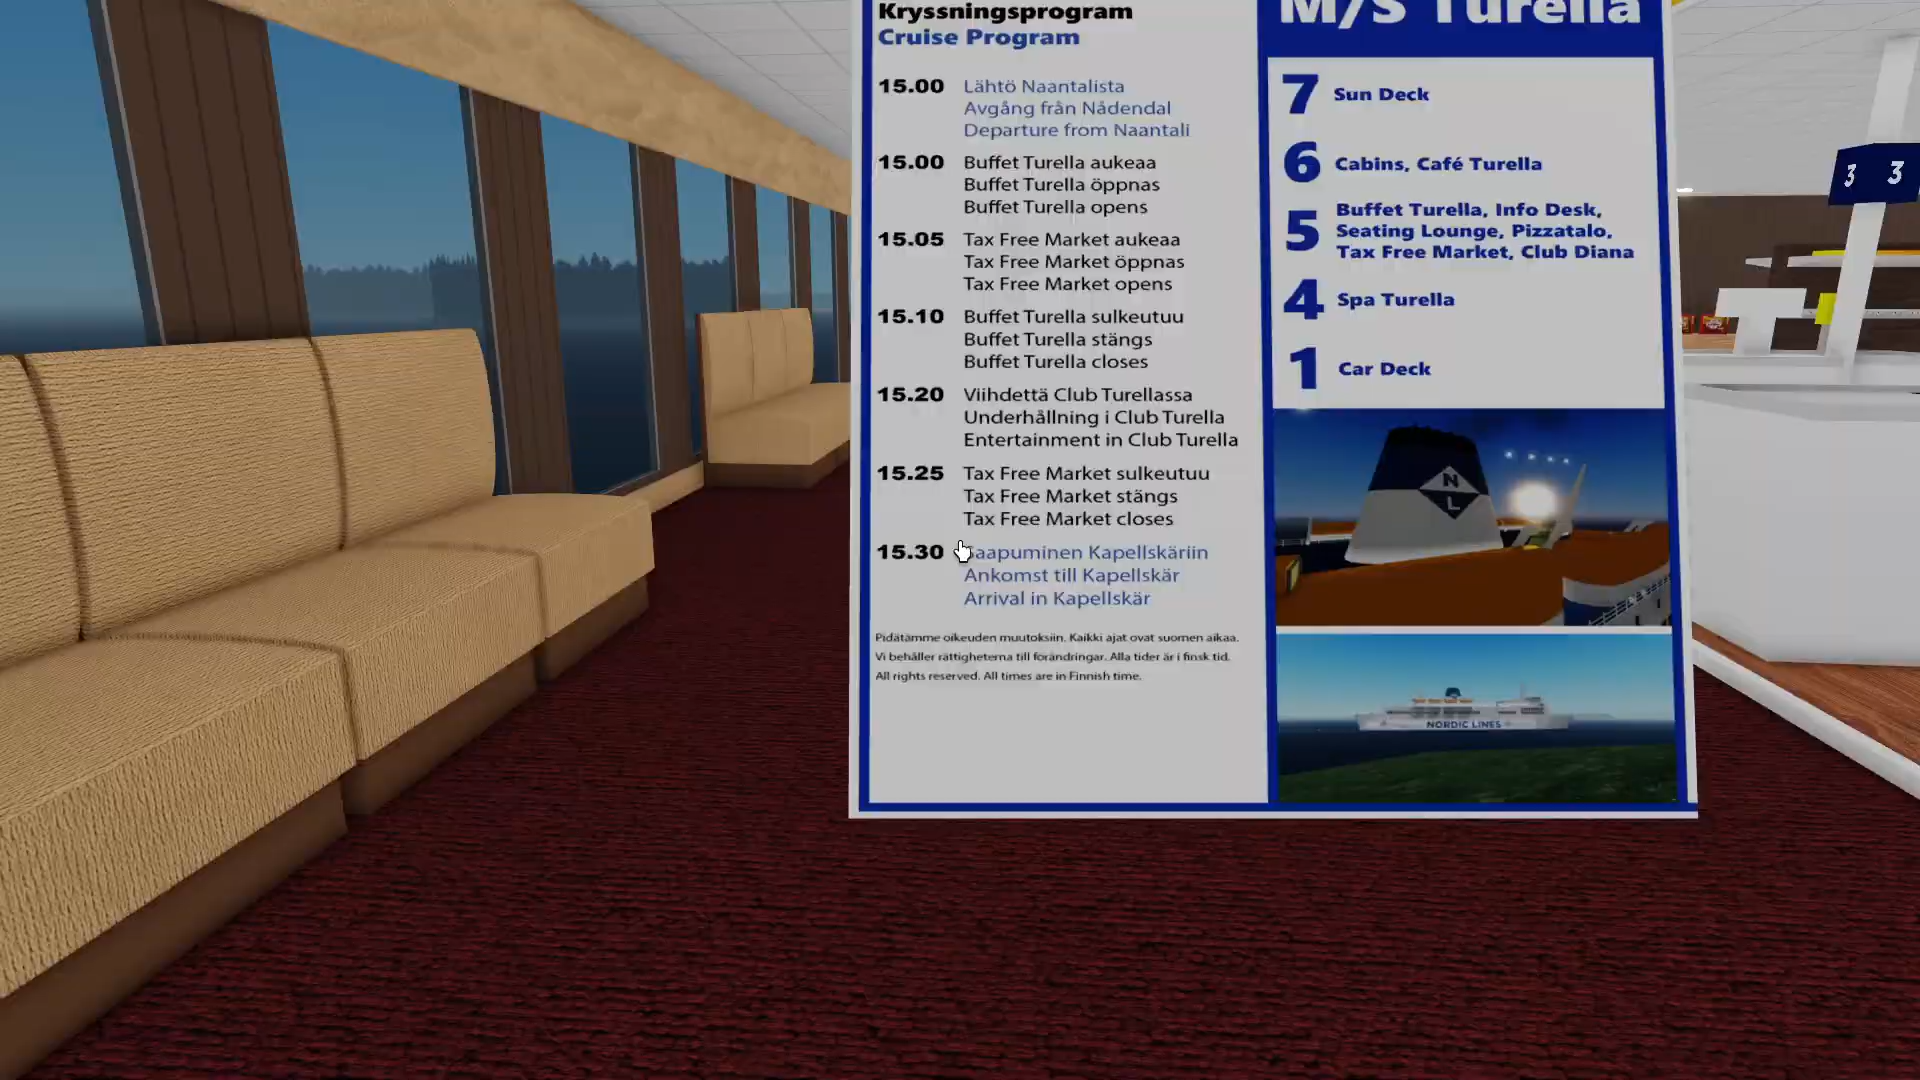 Kryssningsprogram
Cruise Program
15.00 Lähtö Naantalista
Avgång från Nådendal
Departure from Naantali
15.00 Buffet Turella aukeaa
Buffet Turella öppnas
Buffet Turella opens
15.05 Tax Free Market aukeaa
Tax Free Market öppnas
Tax Free Market opens
15.10 Buffet Turella sulkeutuu
Buffet Turella stängs
Buffet Turella closes
15.20 Viihdettä Club Turellassa
Underhållning i Club Turella
Entertainment in Club Turella
15.25 Tax Free Market sulkeutuu
Tax Free Market stängs
Tax Free Market closes
15.30 Saapuminen Kapellskäriin
Ankomst till Kapellskär
Arrival in Kapellskär
Pidätämme oikeuden muutoksiin. Kaikki ajat ovat suomen aikaa.
Vi behåller rättigheterna till förändringar. Alla tider är i finsk tid.
All rights reserved. All times are in Finnish time.
M/S Turella
7 Sun Deck
6 Cabins, Café Turella
5 Buffet Turella, Info Desk,
Seating Lounge, Pizzatalo,
Tax Free Market, Club Diana
4 Spa Turella
1 Car Deck
N
L
NORDIC LINES
3 3